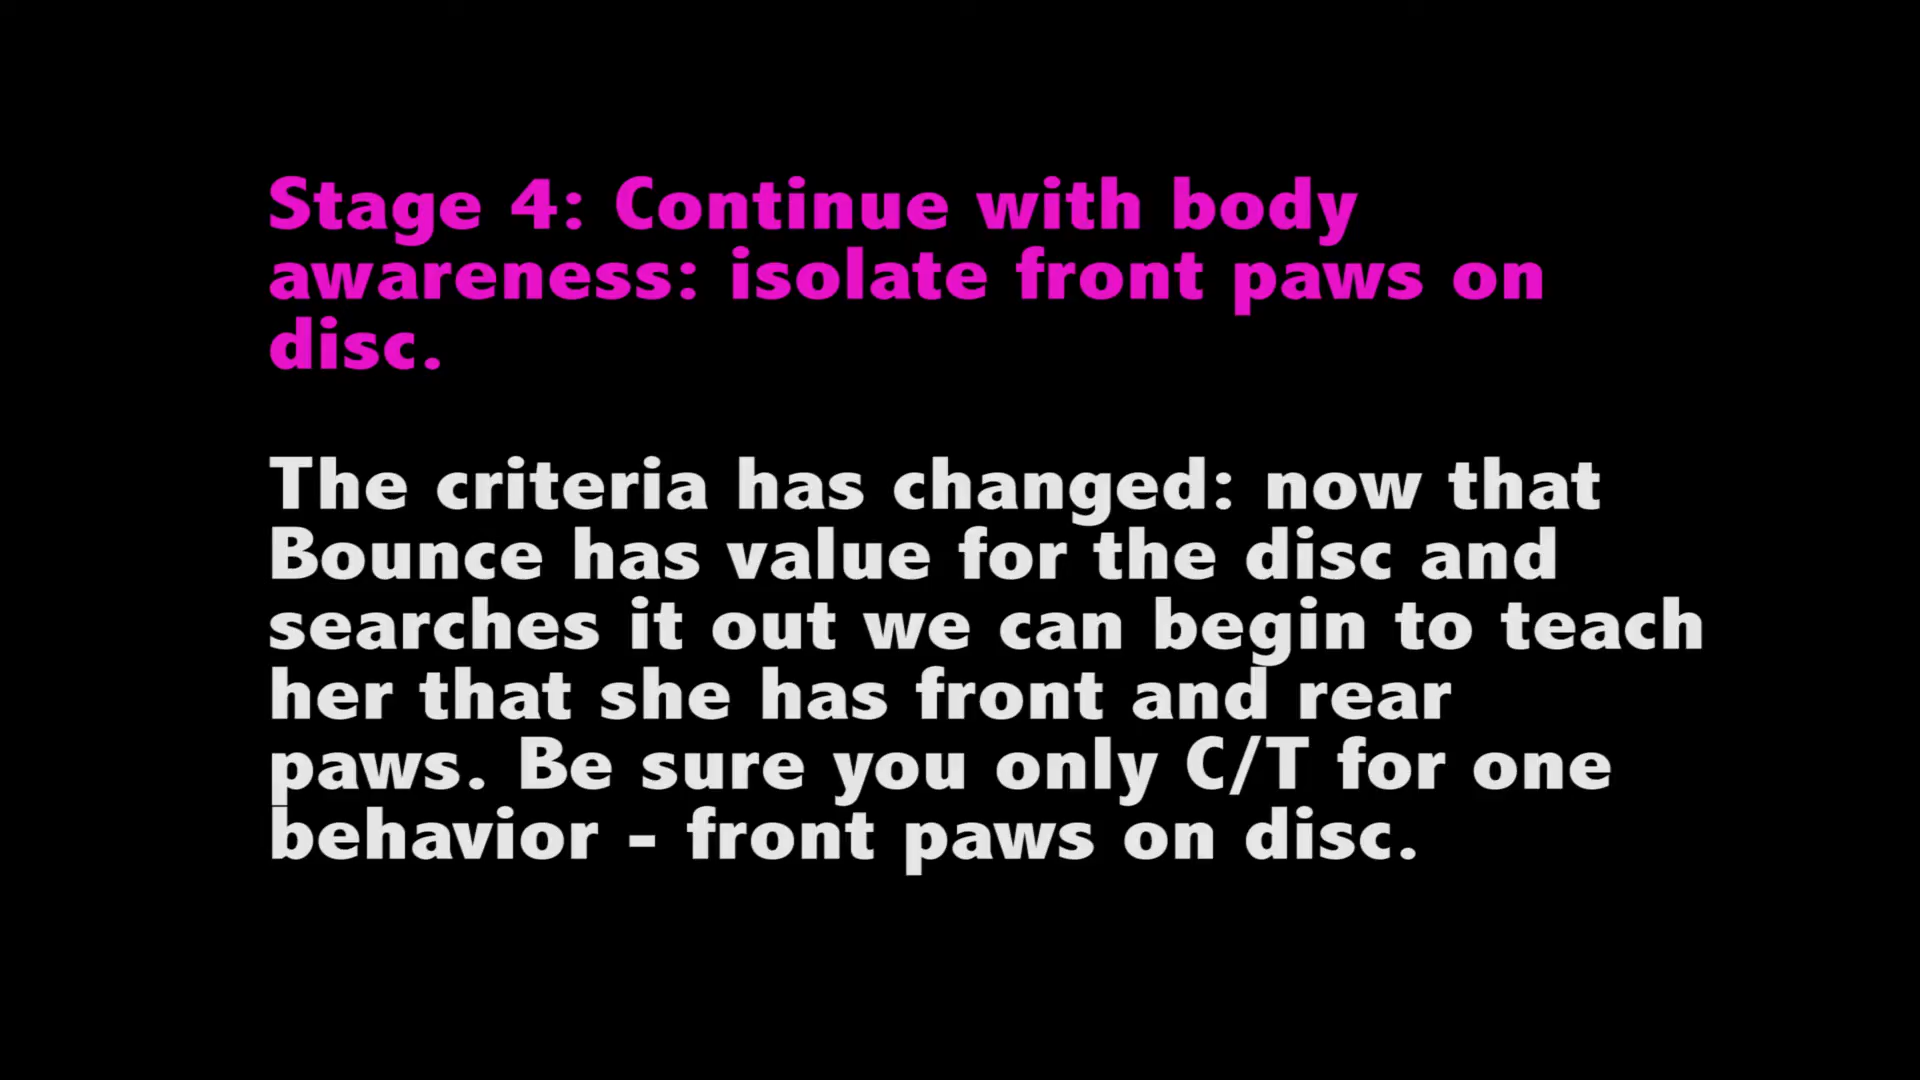 Stage 4: Continue with body
awareness: isolate front paws on
disc.
The criteria has changed: now that
Bounce has value for the disc and
searches it out we can begin to teach
her that she has front and rear
paws. Be sure you only C/T for one
behavior - front paws on disc.